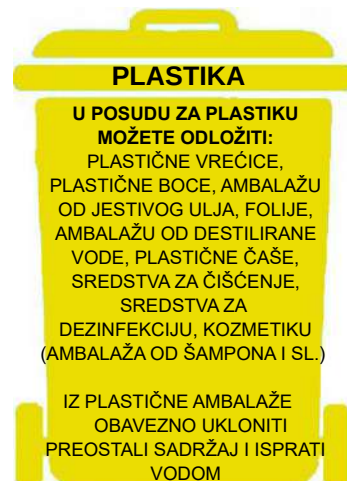 PLASTIKA
U POSUDU ZA PLASTIKU
MOŽETE ODLOŽITI:
PLASTIČNE VREĆICE,
PLASTIČNE BOCE, AMBALAŽU
OD JESTIVOG ULJA, FOLIJE,
AMBALAŽU OD DESTILIRANE
VODE, PLASTIČNE ČAŠE,
SREDSTVA ZA ČIŠĆENJE,
SREDSTVA ZA
DEZINFEKCIJU, KOZMETIKU
(AMBALAŽA OD ŠAMPONA I SL.)
IZ PLASTIČNE AMBALAŽE
OBAVEZNO UKLONITI
PREOSTALI SADRŽAJ I ISPRATI
VODOM